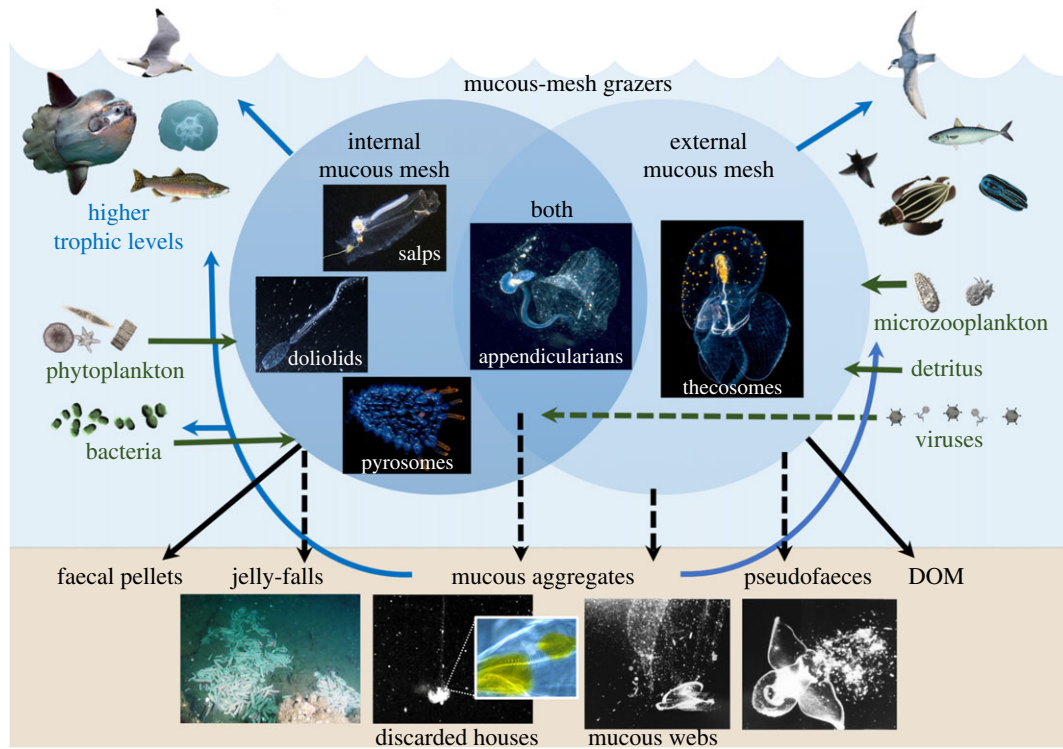 mucous-mesh grazers
internal
mucous mesh
external
mucous mesh
both
higher
trophic levels
salps
doliolids
appendicularians
thecosomes
pyrosomes
phytoplankton
bacteria
microzooplankton
detritus
viruses
faecal pellets
jelly-falls
mucous aggregates
pseudofaeces
DOM
discarded houses
mucous webs